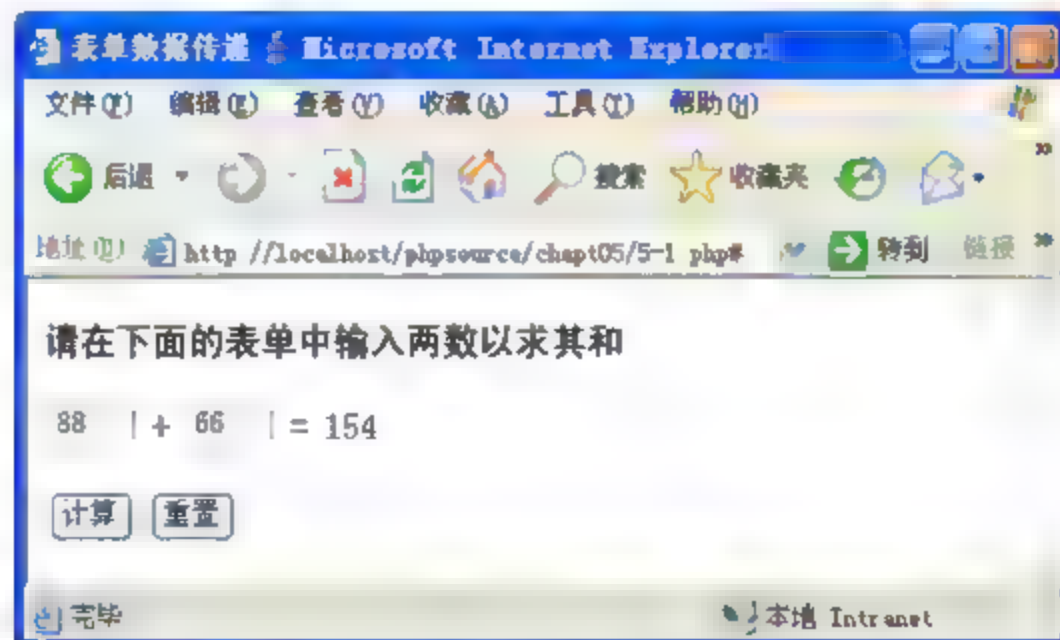 表单数据传递 Microsoft Internet Explorer
文件(F) 编辑(E) 查看(V) 收藏(A) 工具(T) 帮助(H)
后退 搜索 收藏夹 »
地址(D) http //localhost/phpsource/chapt05/5-1 php# 转到 链接 »
请在下面的表单中输入两数以求其和
88 + 66 = 154
计算 重置
完毕 本地 Intranet